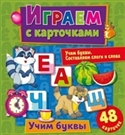 Играем
с карточками
Учим буквы.
Составляем слоги и слова
Е
А
Н
Учим буквы
48
карточек